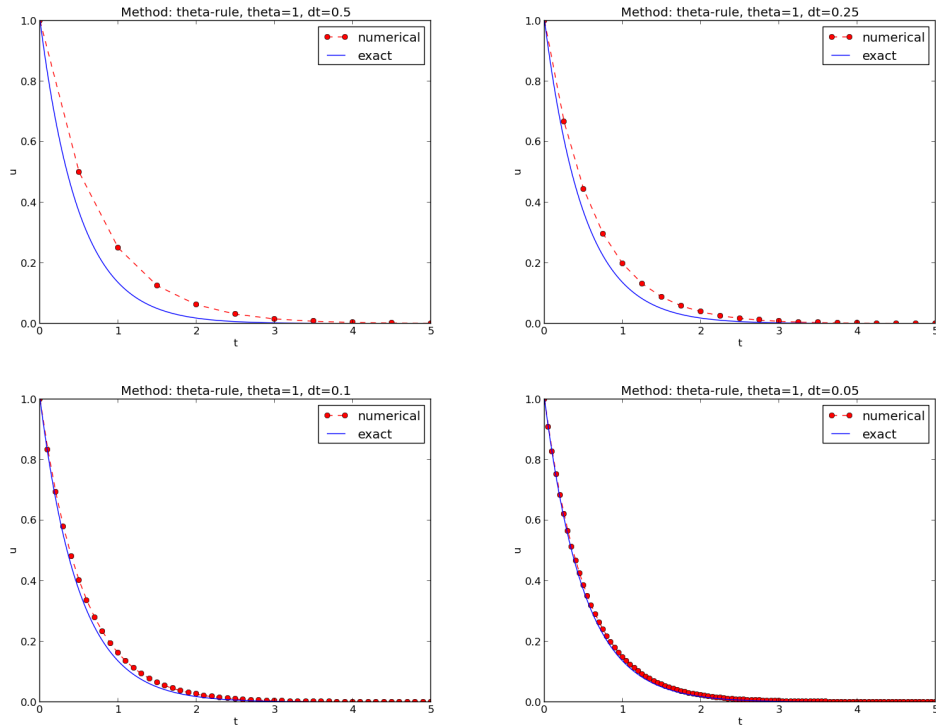 Method: theta-rule, theta=1, dt=0.5
numerical
exact
1.0
0.8
0.6
0.4
0.2
0.0
u
0 1 2 3 4 5
t
Method: theta-rule, theta=1, dt=0.25
numerical
exact
1.0
0.8
0.6
0.4
0.2
0.0
u
0 1 2 3 4 5
t
Method: theta-rule, theta=1, dt=0.1
numerical
exact
1.0
0.8
0.6
0.4
0.2
0.0
u
0 1 2 3 4 5
t
Method: theta-rule, theta=1, dt=0.05
numerical
exact
1.0
0.8
0.6
0.4
0.2
0.0
u
0 1 2 3 4 5
t